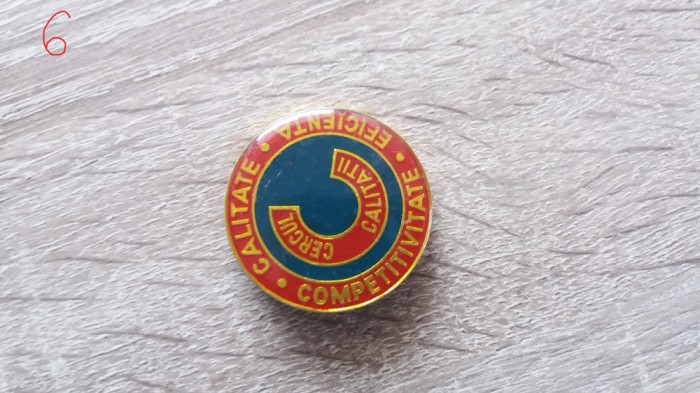 6
CALITATE • EFICIENTA • COMPETITIVITATE •
CERCUL CALITATII